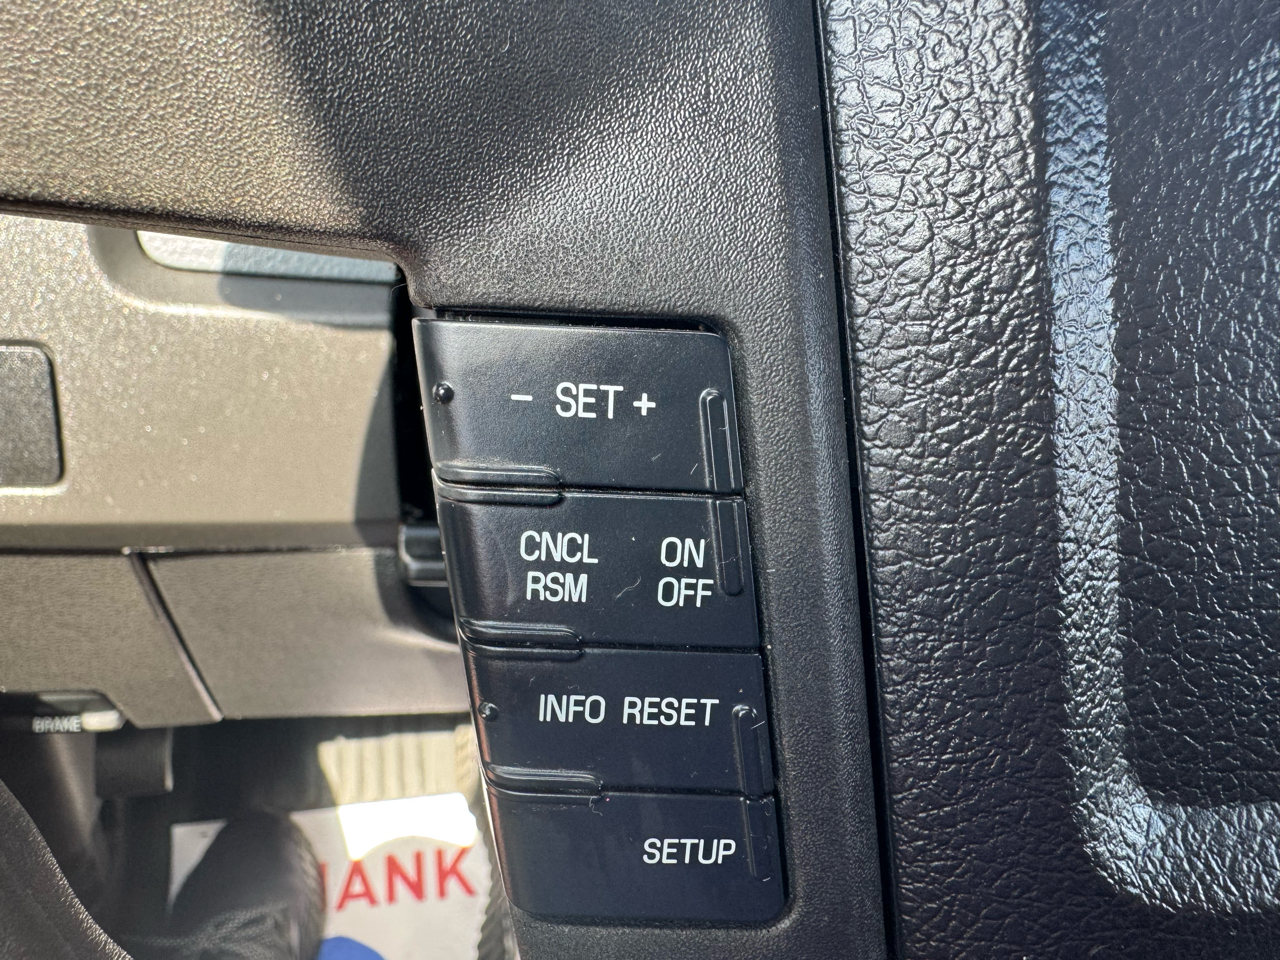 - SET +
CNCL ON
RSM OFF
INFO RESET
SETUP
BRAKE
HANK